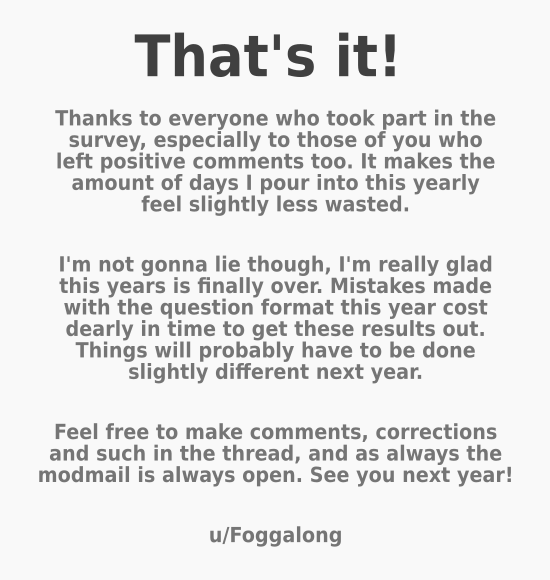 That's it!
Thanks to everyone who took part in the
survey, especially to those of you who
left positive comments too. It makes the
amount of days I pour into this yearly
feel slightly less wasted.
I'm not gonna lie though, I'm really glad
this years is finally over. Mistakes made
with the question format this year cost
dearly in time to get these results out.
Things will probably have to be done
slightly different next year.
Feel free to make comments, corrections
and such in the thread, and as always the
modmail is always open. See you next year!
u/Foggalong